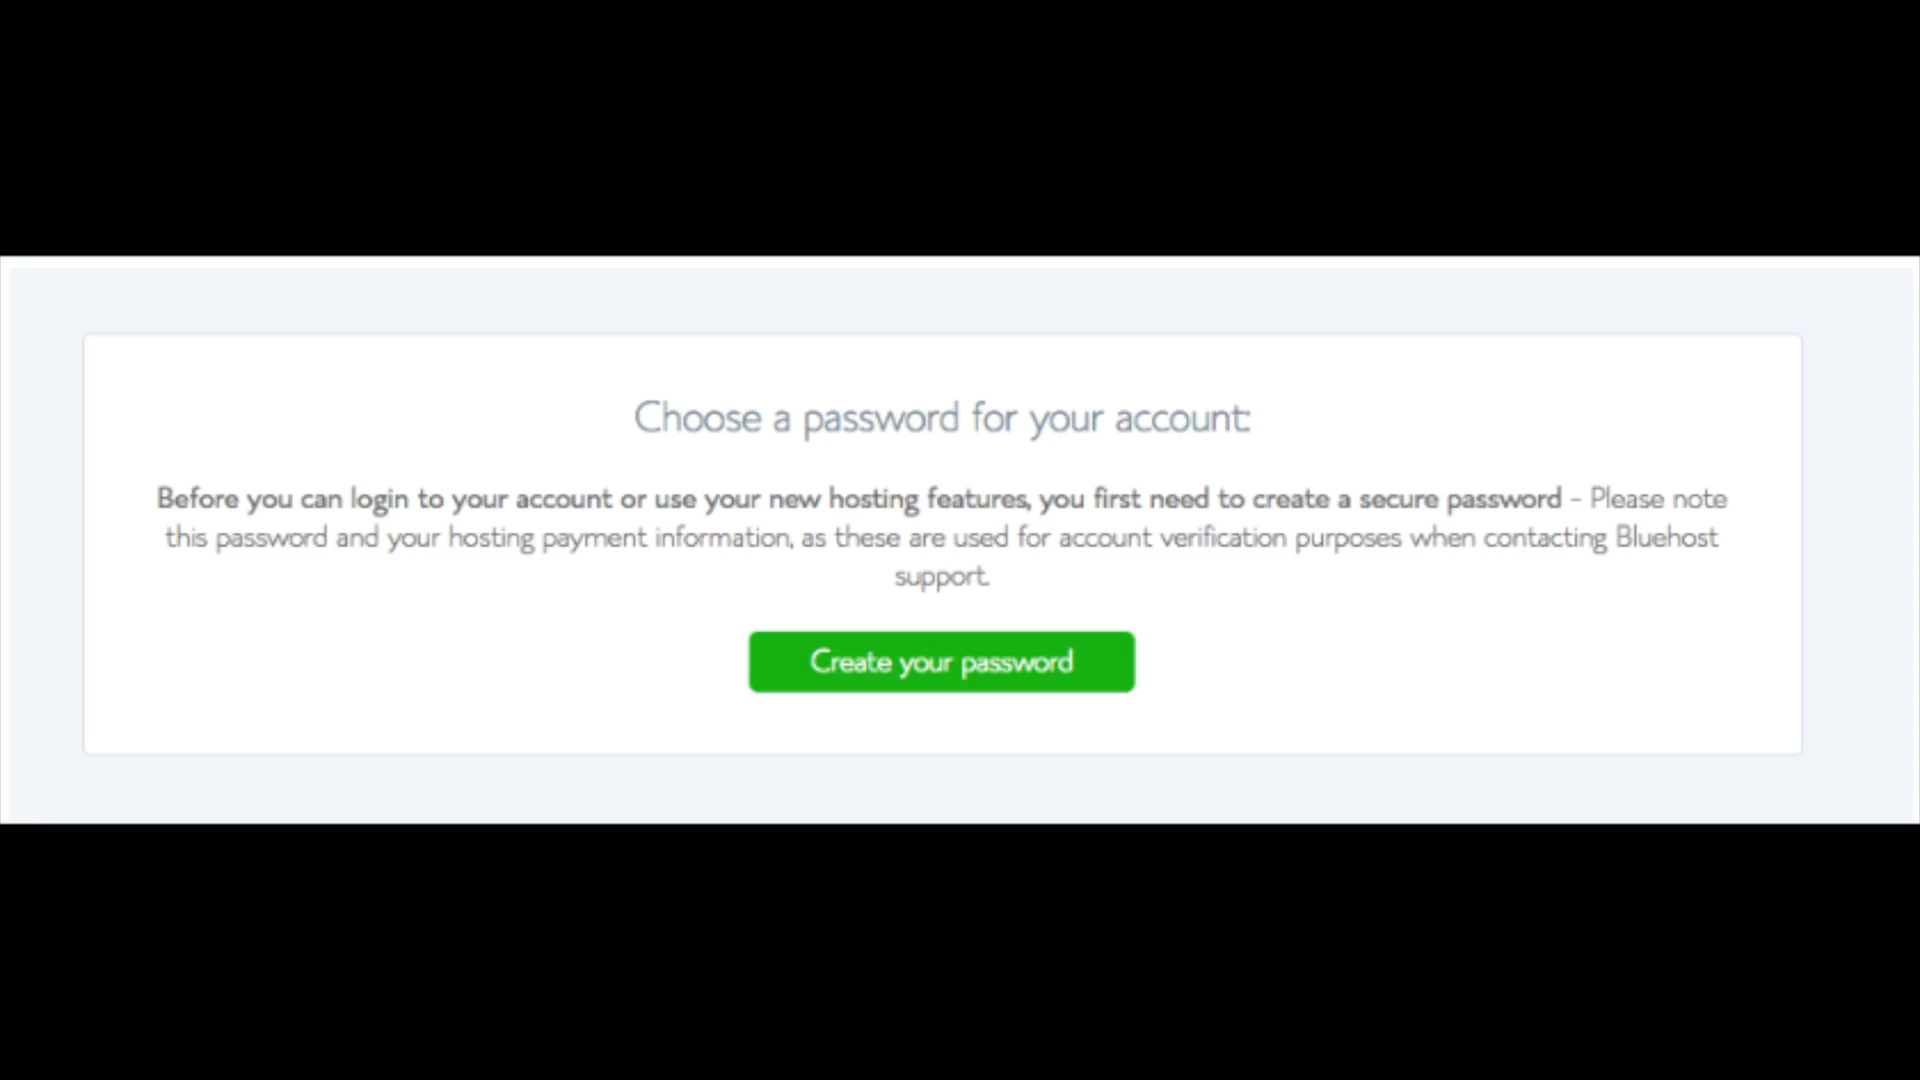 Choose a password for your account:
Before you can login to your account or use your new hosting features, you first need to create a secure password - Please note
this password and your hosting payment information, as these are used for account verification purposes when contacting Bluehost
support.
Create your password